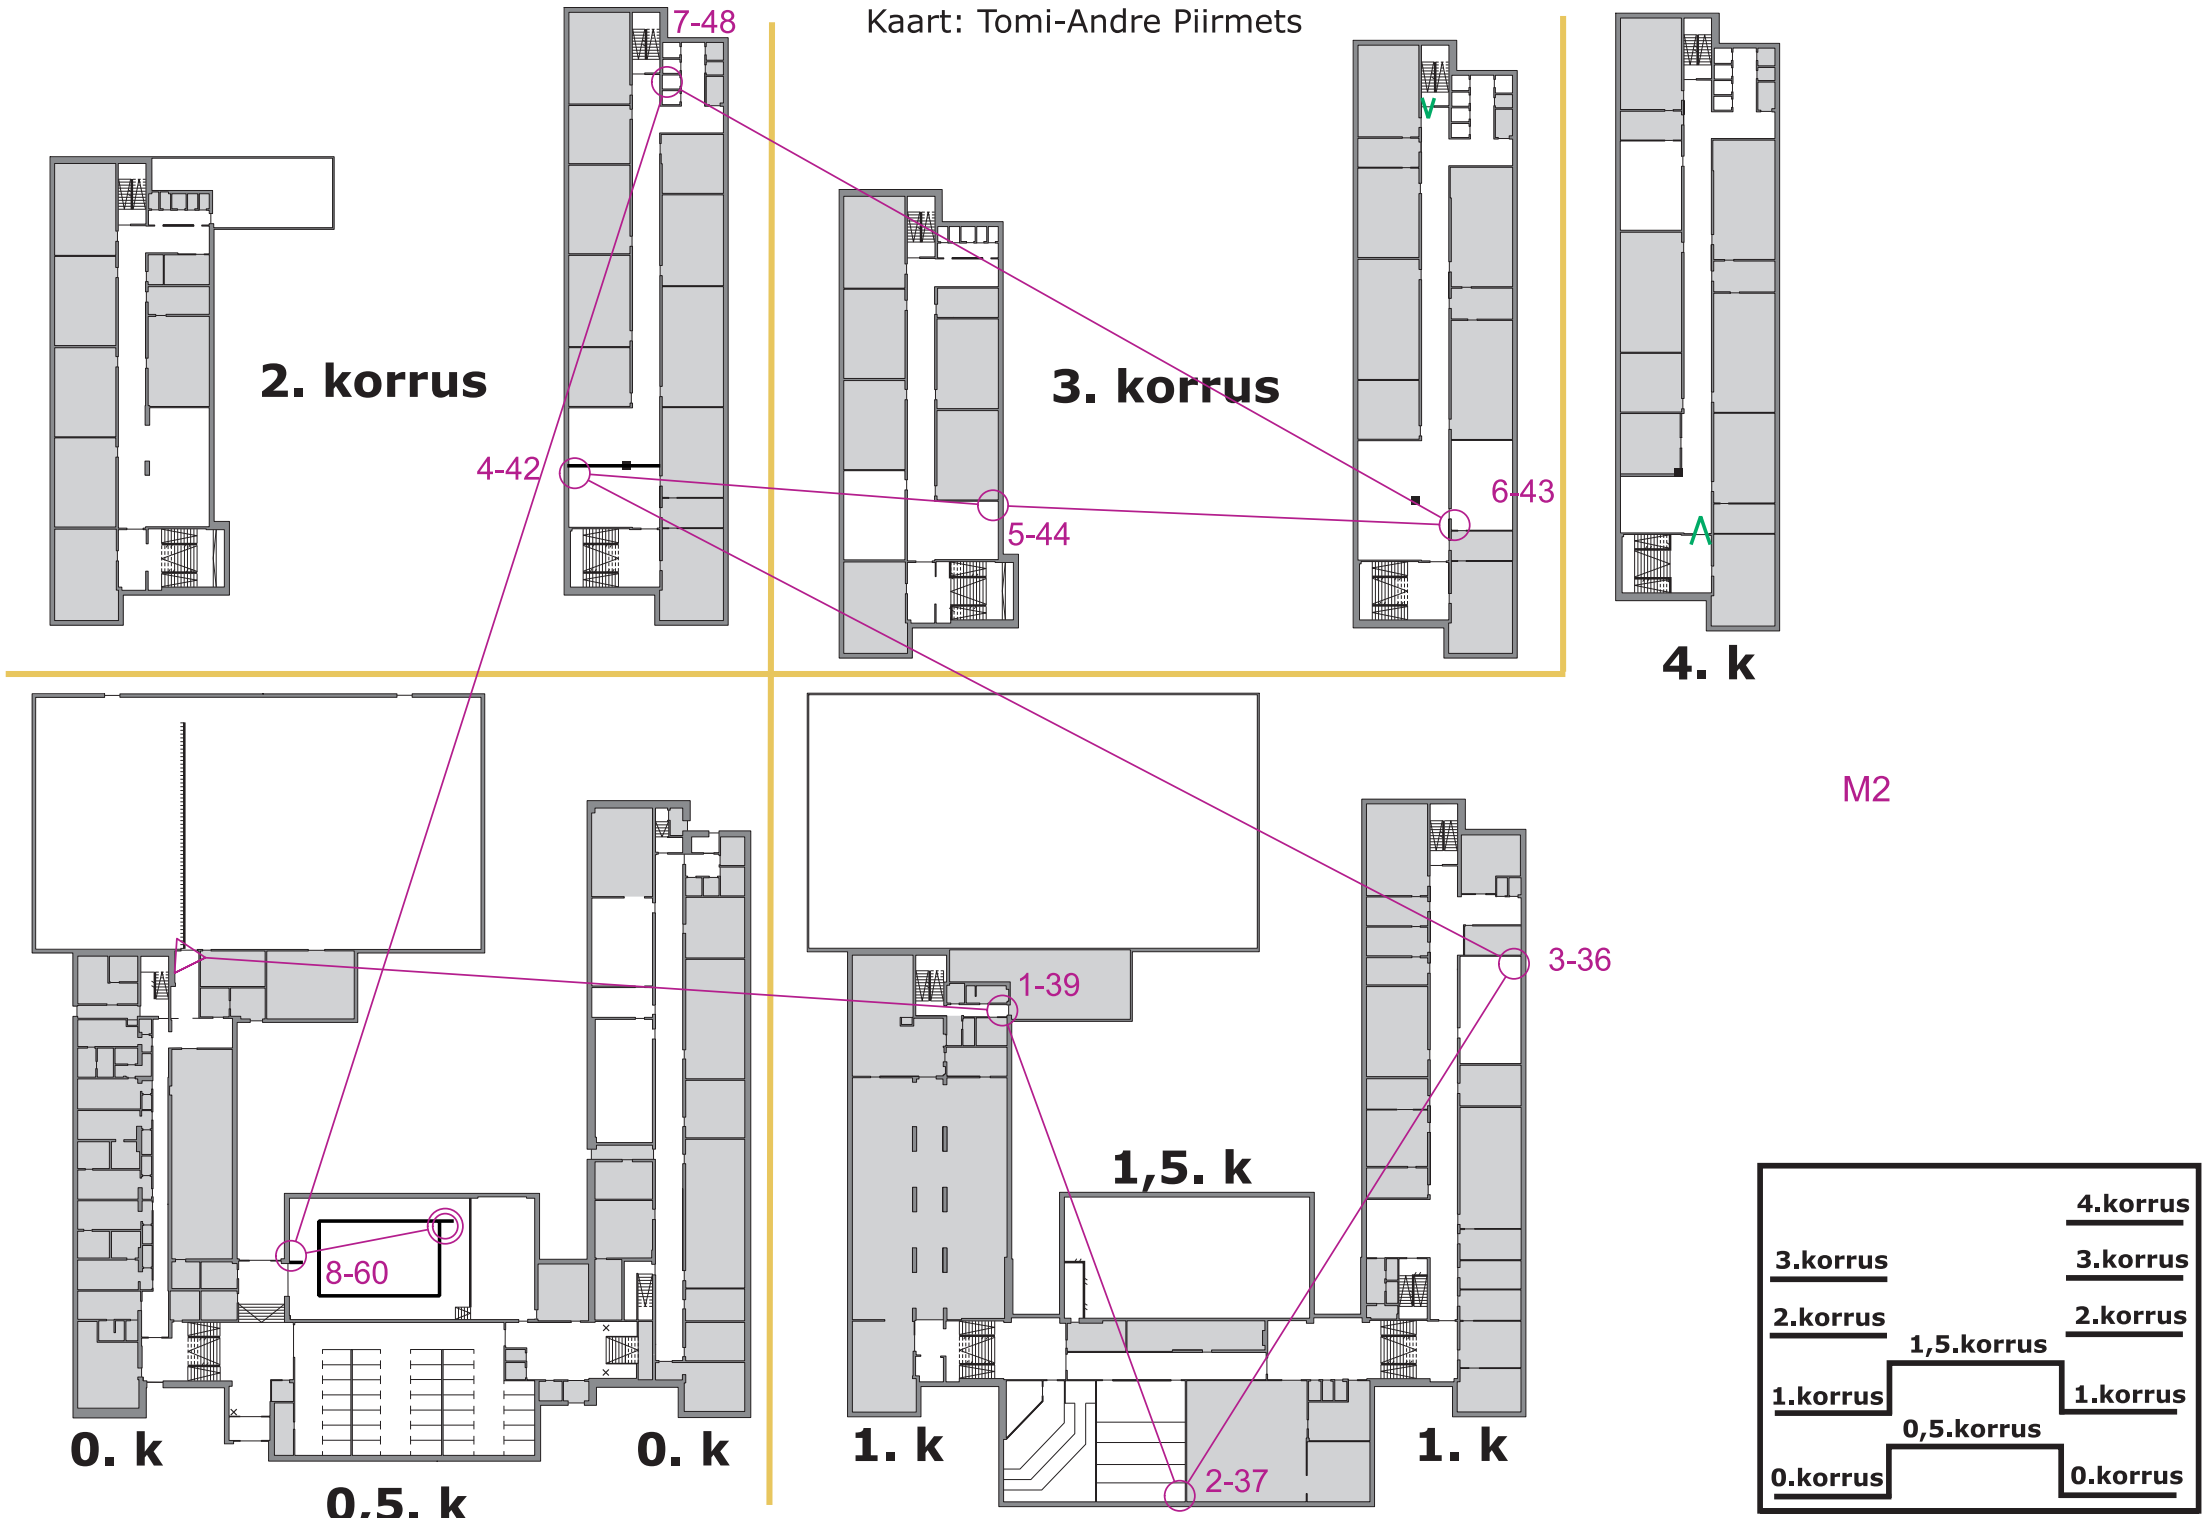 7-48
Kaart: Tomi-Andre Piirmets
2. korrus
3. korrus
4-42
5-44
6-43
4. k
M2
1-39
3-36
1,5. k
8-60
2-37
0. k
0. k
0,5. k
1. k
1. k
4.korrus
3.korrus
3.korrus
2.korrus
2.korrus
1,5.korrus
1.korrus
1.korrus
0,5.korrus
0.korrus
0.korrus